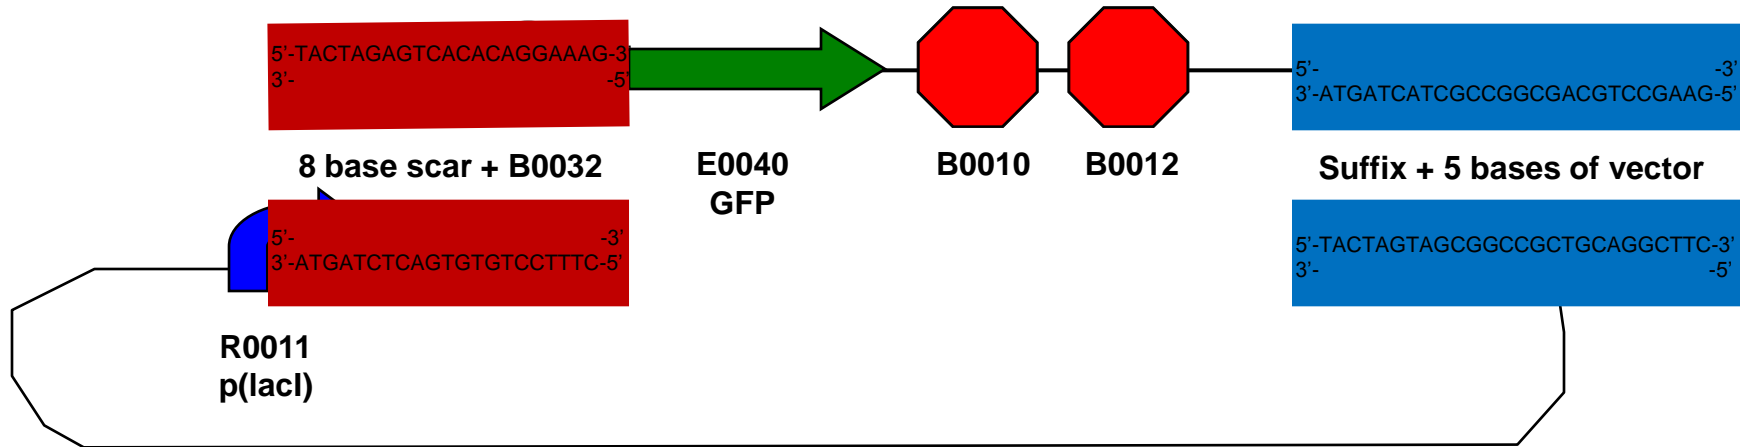 5'-TACTAGAGTCACACAGGAAAG-3'
3'- -5'
5'- -3'
3'-ATGATCATCGCCGGCGACGTCCGAAG-5'
8 base scar + B0032
E0040
GFP
B0010
B0012
Suffix + 5 bases of vector
5'- -3'
3'-ATGATCTCAGTGTGTCCTTTC-5'
5'-TACTAGTAGCGGCCGCTGCAGGCTTC-3'
3'- -5'
R0011
p(lacI)